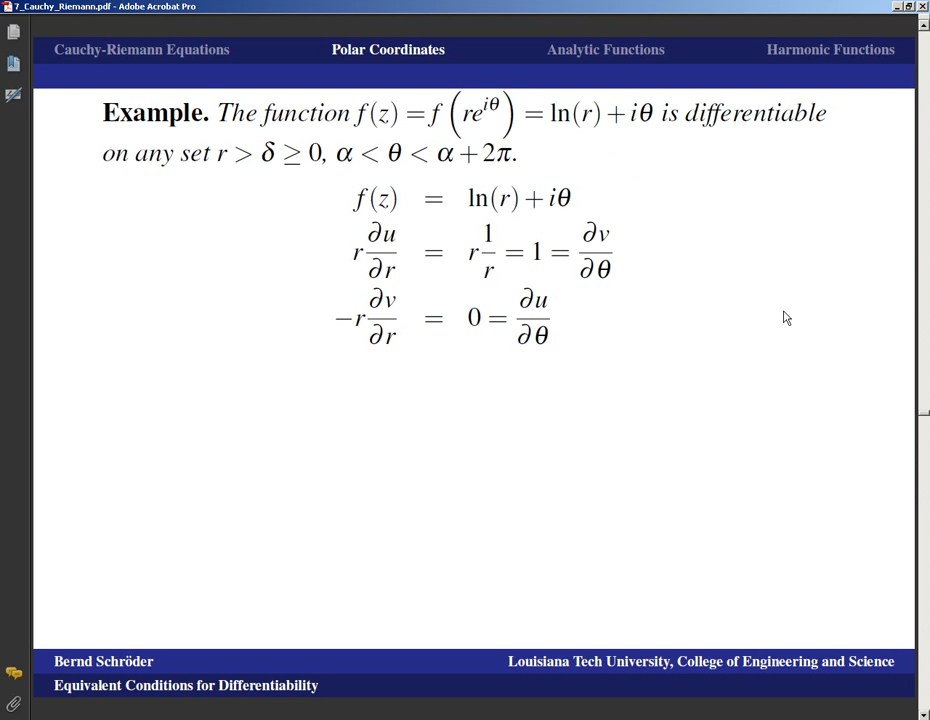 7_Cauchy_Riemann.pdf - Adobe Acrobat Pro
Cauchy-Riemann Equations Polar Coordinates Analytic Functions Harmonic Functions
Example. The function f(z) = f(re^{iθ}) = ln(r) + iθ is differentiable
on any set r > δ ≥ 0, α < θ < α + 2π.
f(z) = ln(r) + iθ
r ∂u/∂r = r 1/r = 1 = ∂v/∂θ
−r ∂v/∂r = 0 = ∂u/∂θ
Bernd Schröder Louisiana Tech University, College of Engineering and Science
Equivalent Conditions for Differentiability